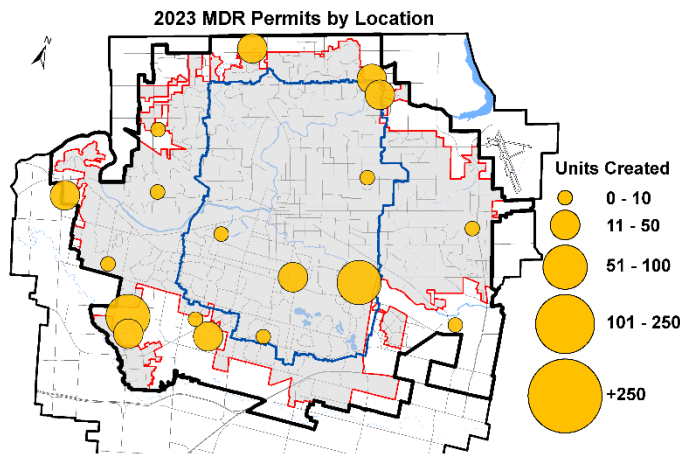 2023 MDR Permits by Location
N
Units Created
0 - 10
11 - 50
51 - 100
101 - 250
+250